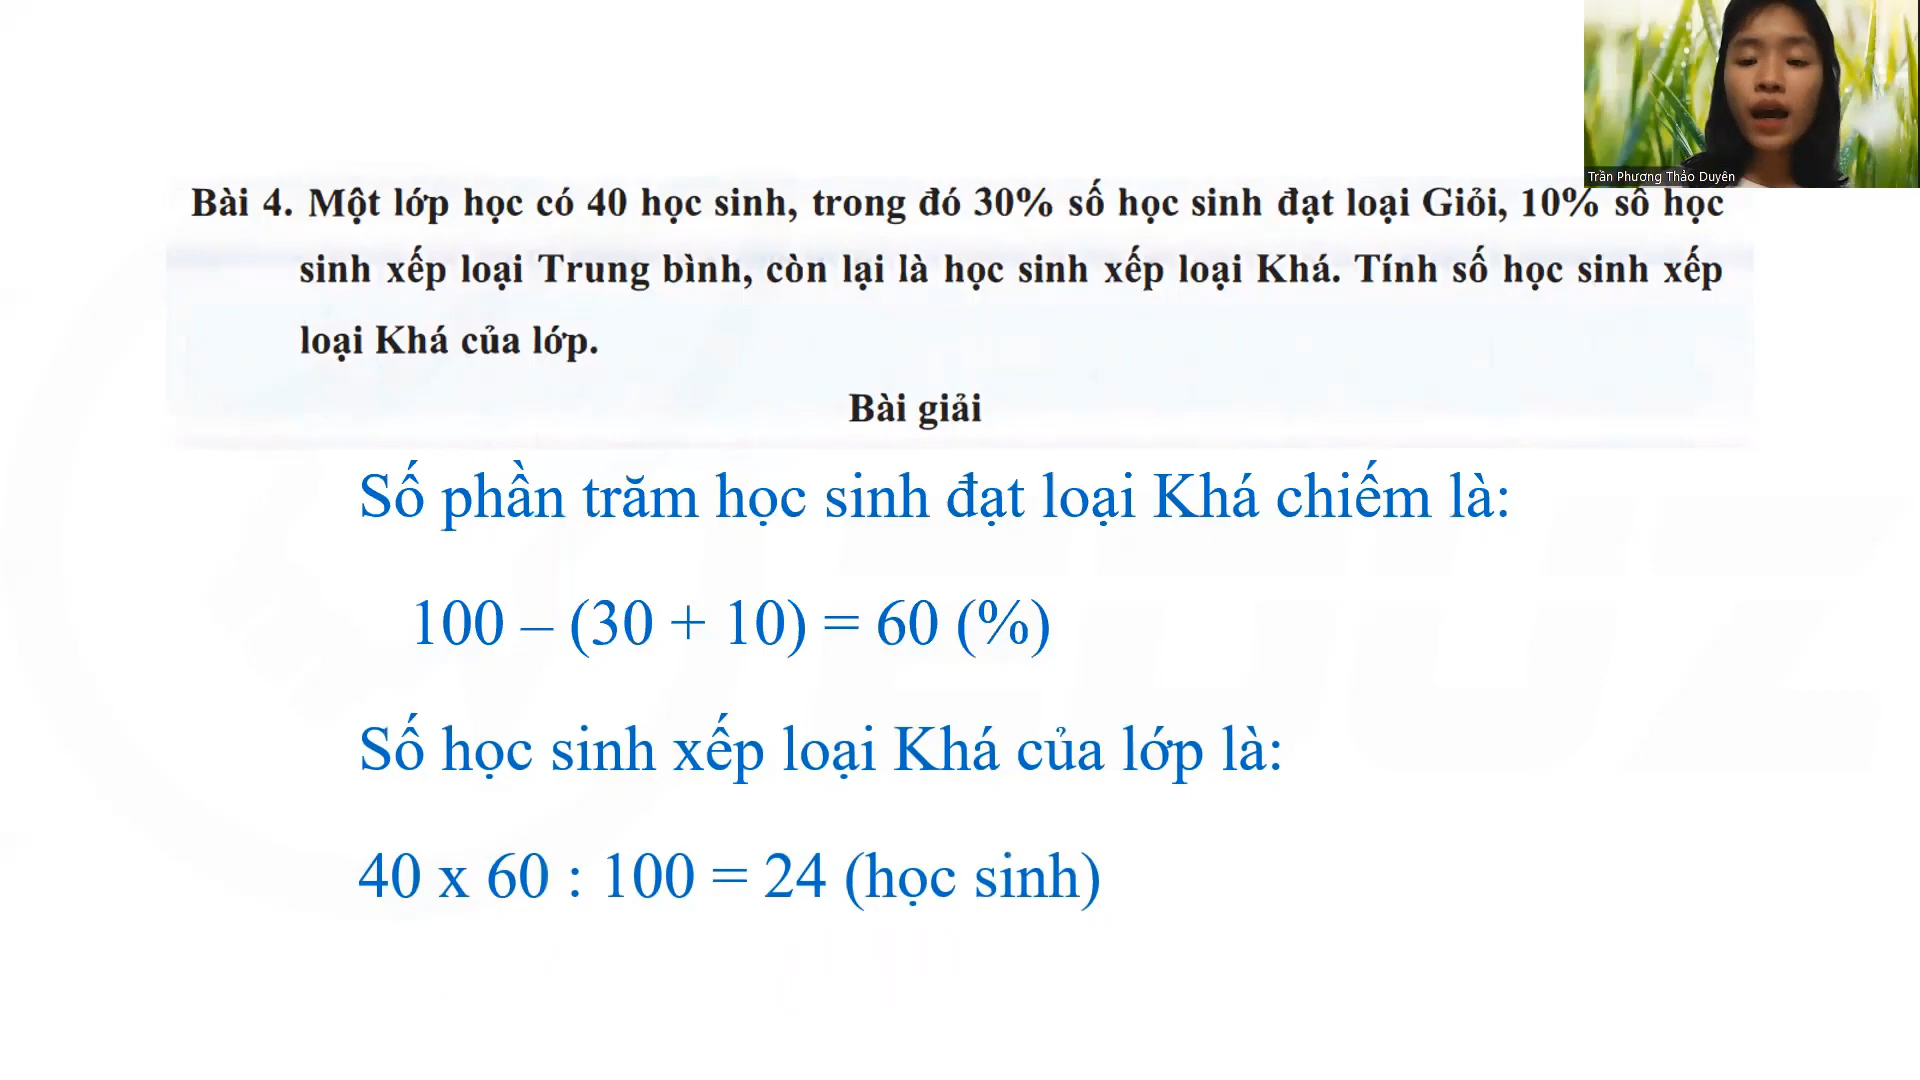 Trần Phương Thảo Duyên
Bài 4. Một lớp học có 40 học sinh, trong đó 30% số học sinh đạt loại Giỏi, 10% số học
sinh xếp loại Trung bình, còn lại là học sinh xếp loại Khá. Tính số học sinh xếp
loại Khá của lớp.
Bài giải
Số phần trăm học sinh đạt loại Khá chiếm là:
100 – (30 + 10) = 60 (%)
Số học sinh xếp loại Khá của lớp là:
40 x 60 : 100 = 24 (học sinh)